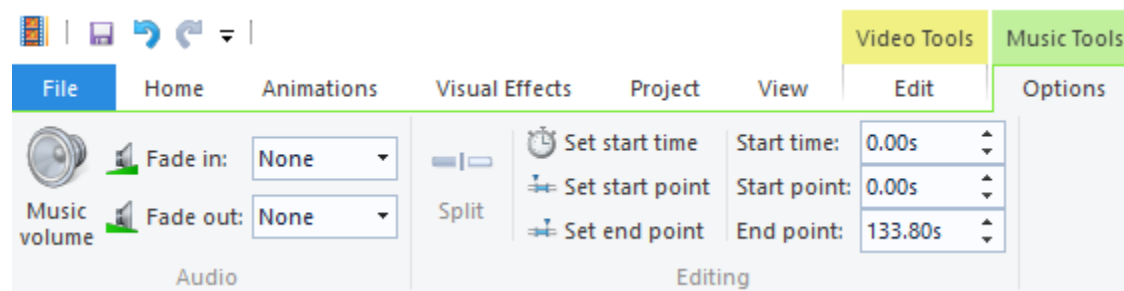 Video Tools Music Tools
File Home Animations Visual Effects Project View Edit Options
Fade in: None Set start time Start time: 0.00s
Set start point Start point: 0.00s
Music volume Fade out: None Split Set end point End point: 133.80s
Audio Editing